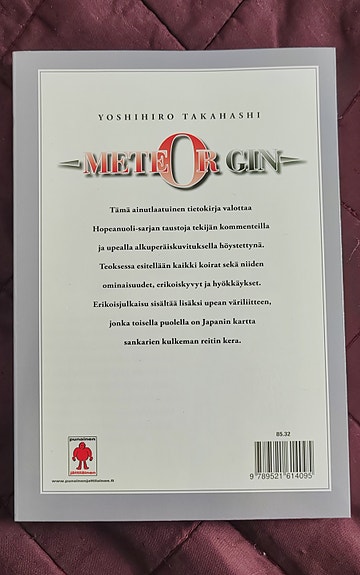 YOSHIHIRO TAKAHASHI
METEOR GIN
Tämä ainutlaatuinen tietokirja valottaa
Hopeanuoli-sarjan taustoja tekijän kommenteilla
ja upealla alkuperäiskuvituksella höystettynä.
Teoksessa esitellään kaikki koirat sekä niiden
ominaisuudet, erikoiskyvyt ja hyökkäykset.
Erikoisjulkaisu sisältää lisäksi upean väriliitteen,
jonka toisella puolella on Japanin kartta
sankarien kulkeman reitin kera.
85.32
punainen
jättiläinen
www.punainenjattilainen.fi
9 789521 614095